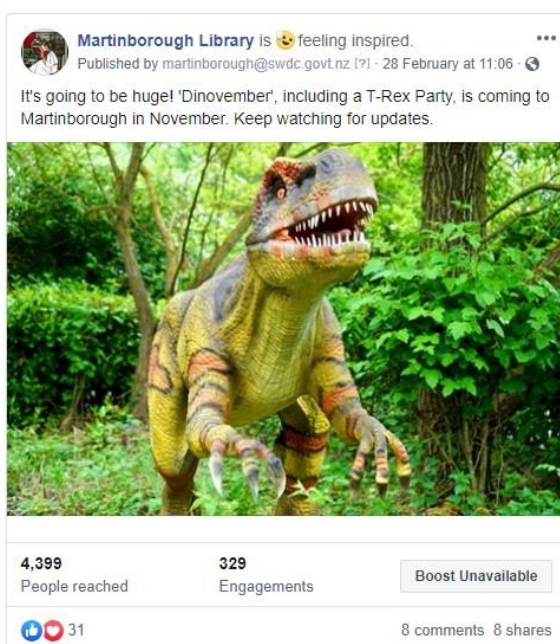 Martinborough Library is feeling inspired.
Published by martinborough@swdc.govt.nz [?] · 28 February at 11:06 ·
It's going to be huge! 'Dinovember', including a T-Rex Party, is coming to
Martinborough in November. Keep watching for updates.
4,399 329
People reached Engagements Boost Unavailable
31 8 comments 8 shares